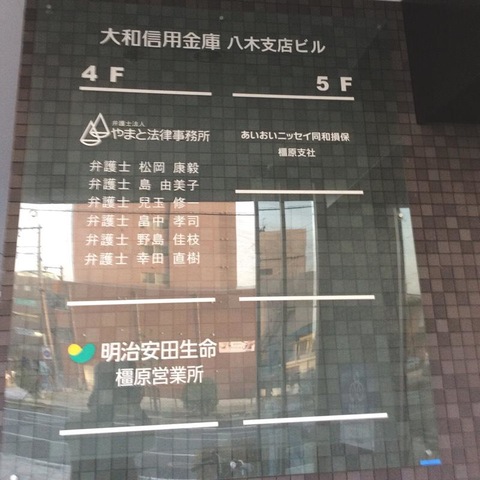 大和信用金庫 八木支店ビル
4F
5F
弁護士法人
やまと法律事務所
弁護士 松岡 康毅
弁護士 島 由美子
弁護士 兒玉 修一
弁護士 畠中 孝司
弁護士 野島 佳枝
弁護士 幸田 直樹
あいおいニッセイ同和損保
橿原支社
明治安田生命
橿原営業所